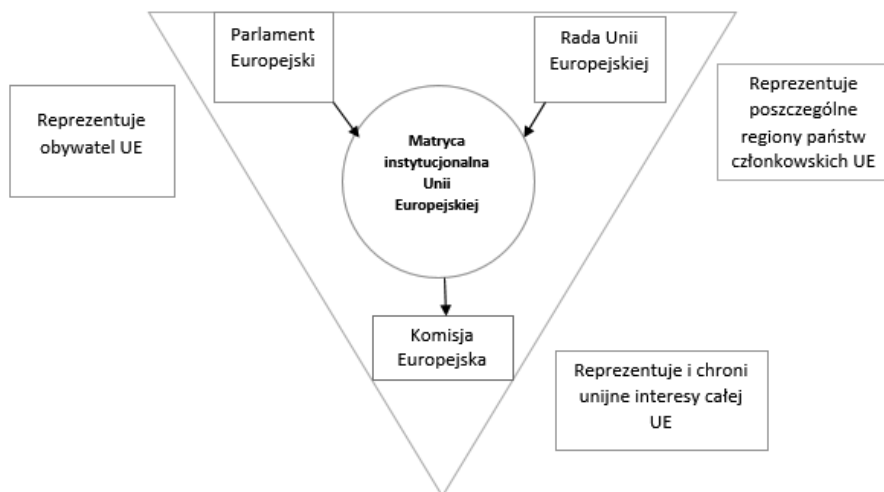 Parlament
Europejski
Rada Unii
Europejskiej
Reprezentuje
obywatel UE
Reprezentuje
poszczególne
regiony państw
członkowskich UE
Matryca
instytucjonalna
Unii
Europejskiej
Komisja
Europejska
Reprezentuje i chroni
unijne interesy całej
UE